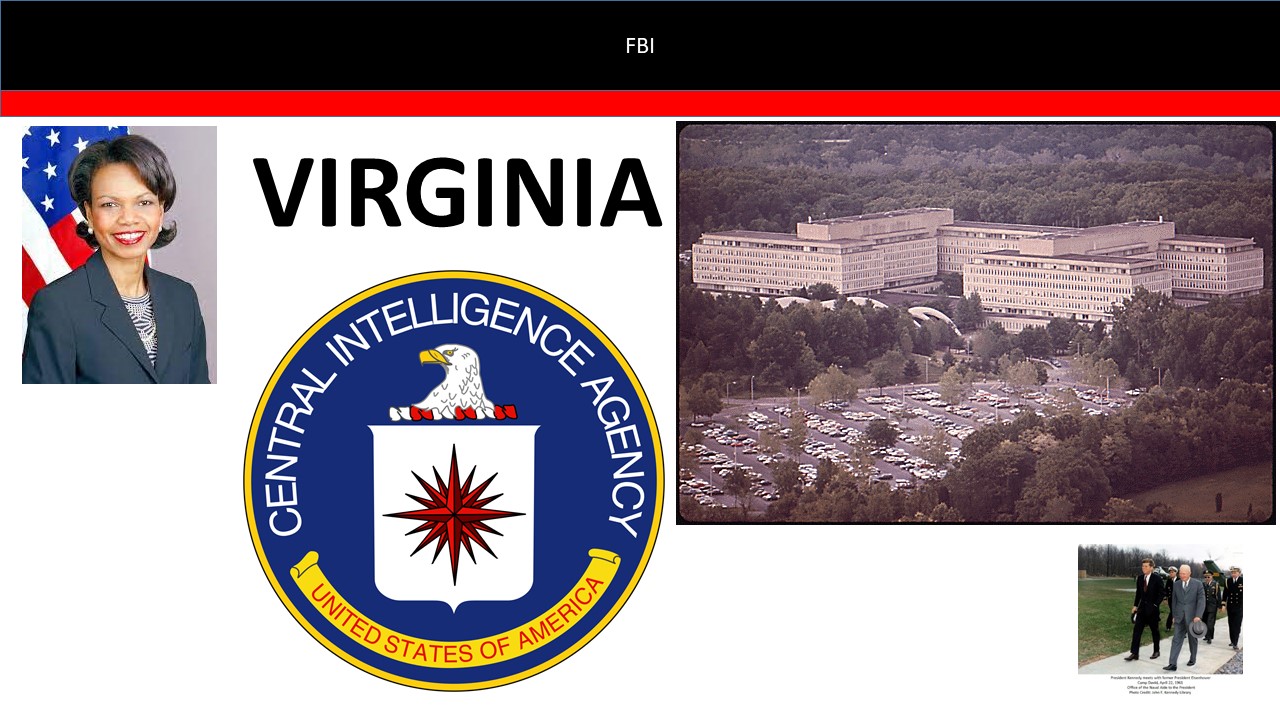 FBI
VIRGINIA
CENTRAL INTELLIGENCE AGENCY
UNITED STATES OF AMERICA
President Kennedy meets with former President Eisenhower
Camp David, April 22, 1961
Office of the Naval Aide to the President
Photo Credit: John F. Kennedy Library